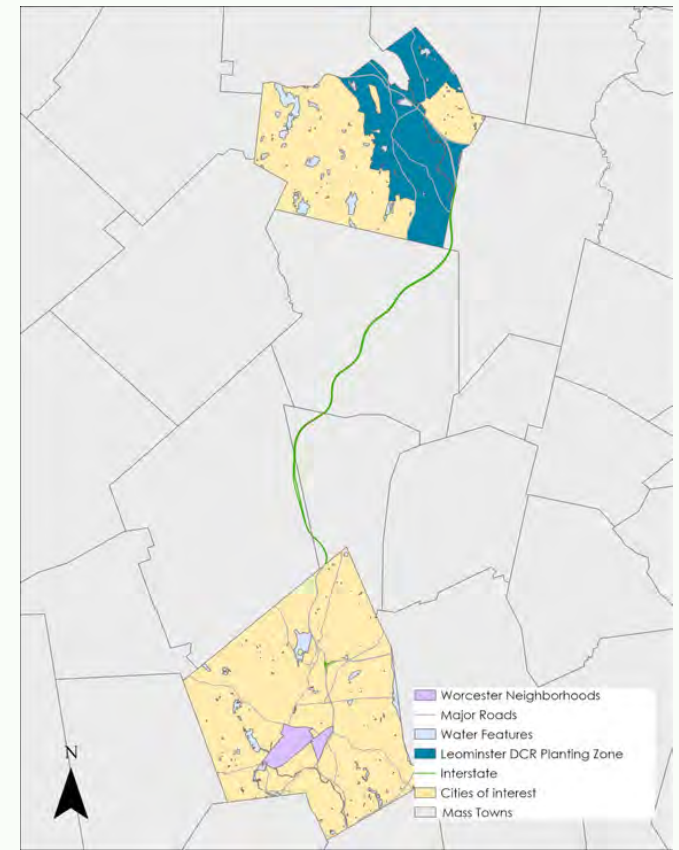 Worcester Neighborhoods
Major Roads
Water Features
Leominster DCR Planting Zone
Interstate
Cities of interest
Mass Towns
N